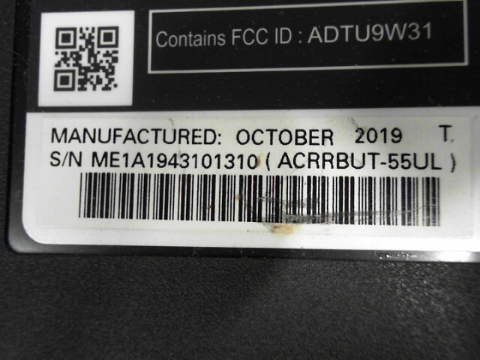 Contains FCC ID : ADTU9W31
MANUFACTURED: OCTOBER 2019 T.
S/N ME1A1943101310 ( ACRRBUT-55UL )